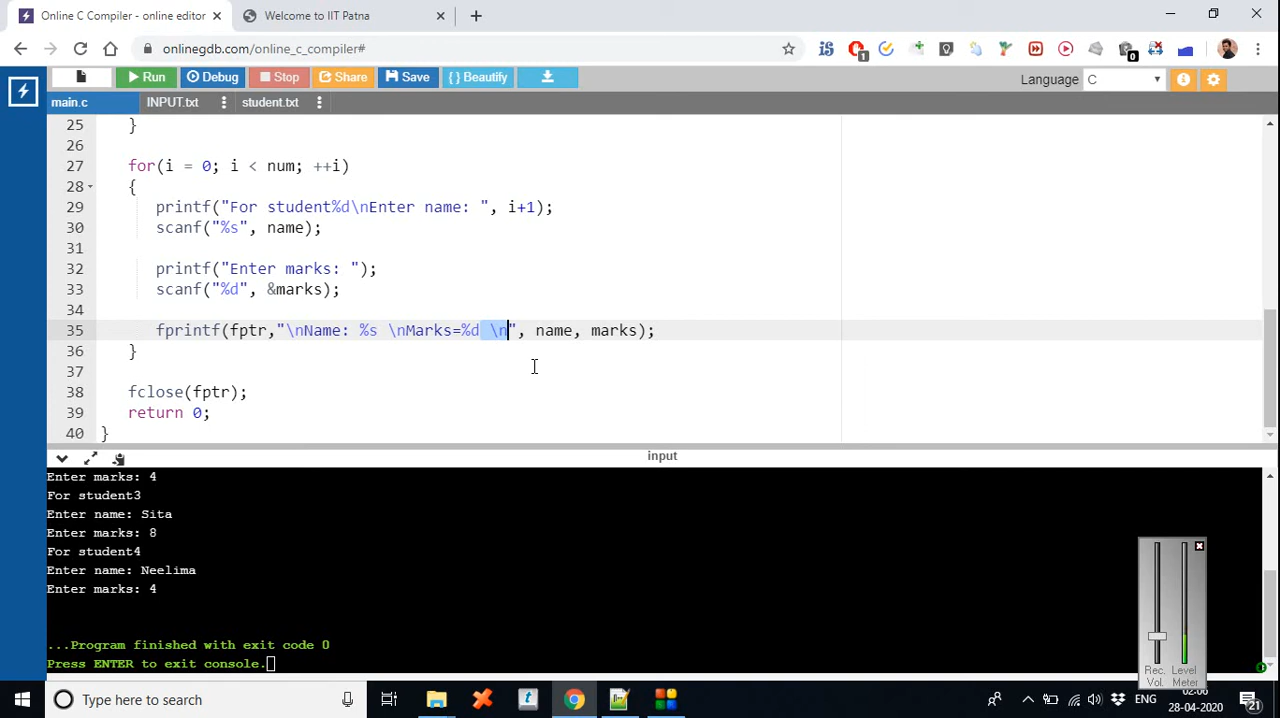 Online C Compiler - online editor
Welcome to IIT Patna
onlinegdb.com/online_c_compiler#
Run Debug Stop Share Save { } Beautify Language C
main.c INPUT.txt student.txt
25 }
26
27 for(i = 0; i < num; ++i)
28 {
29 printf("For student%d\nEnter name: ", i+1);
30 scanf("%s", name);
31
32 printf("Enter marks: ");
33 scanf("%d", &marks);
34
35 fprintf(fptr,"\nName: %s \nMarks=%d \n", name, marks);
36 }
37
38 fclose(fptr);
39 return 0;
40 }
input
Enter marks: 4
For student3
Enter name: Sita
Enter marks: 8
For student4
Enter name: Neelima
Enter marks: 4
...Program finished with exit code 0
Press ENTER to exit console.
Rec. Level
Vol. Meter
Type here to search
ENG
02:06
28-04-2020
21